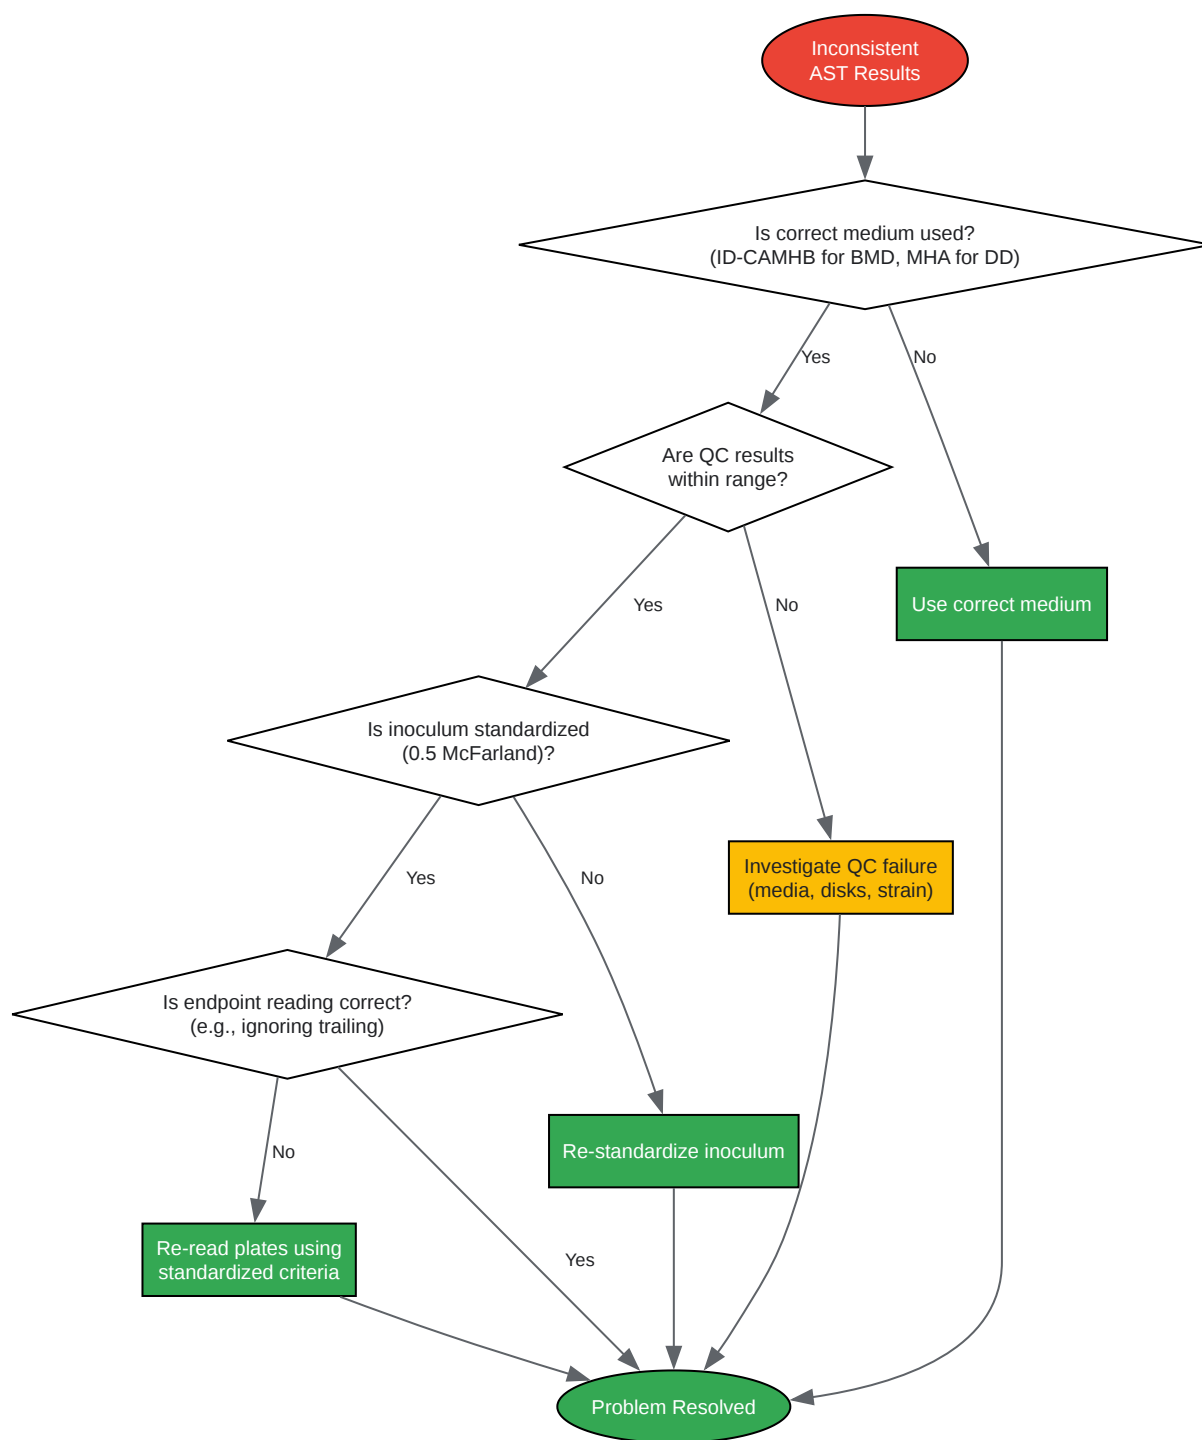 Inconsistent
AST Results
Is correct medium used?
(ID-CAMHB for BMD, MHA for DD)
Yes
No
Are QC results
within range?
Yes
No
Use correct medium
Is inoculum standardized
(0.5 McFarland)?
Yes
No
Investigate QC failure
(media, disks, strain)
Is endpoint reading correct?
(e.g., ignoring trailing)
No
Yes
Re-standardize inoculum
Re-read plates using
standardized criteria
Problem Resolved